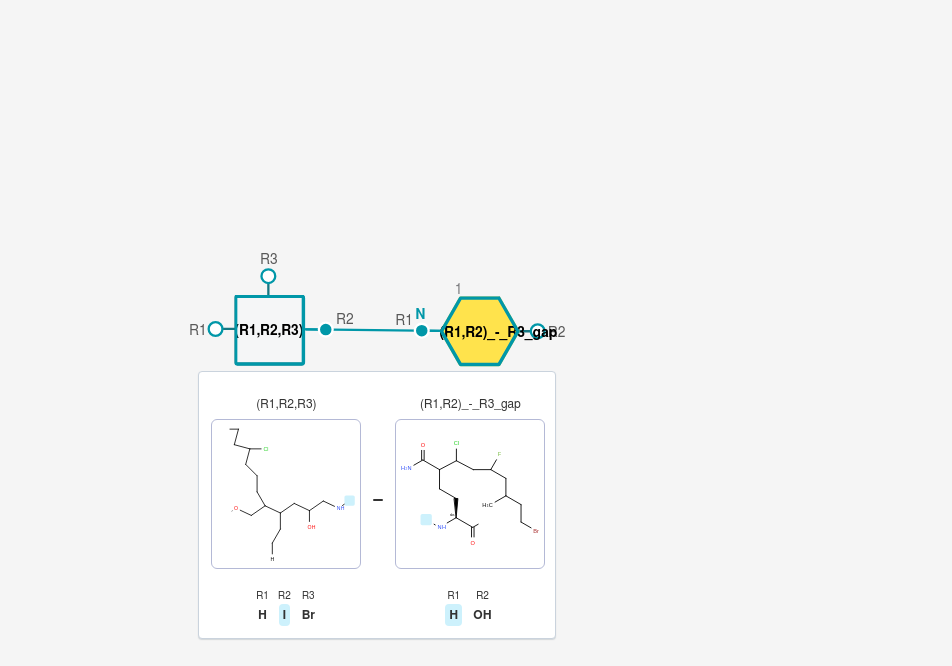 R3
1
N
R1 (R1,R2,R3) R2 R1 (R1,R2)_-_R3_gap R2
(R1,R2,R3) (R1,R2)_-_R3_gap
Cl
O
NH
OH
H
O
Cl
F
H₂N
H₃C
NH
O
Br
R1 R2 R3 R1 R2
H I Br H OH